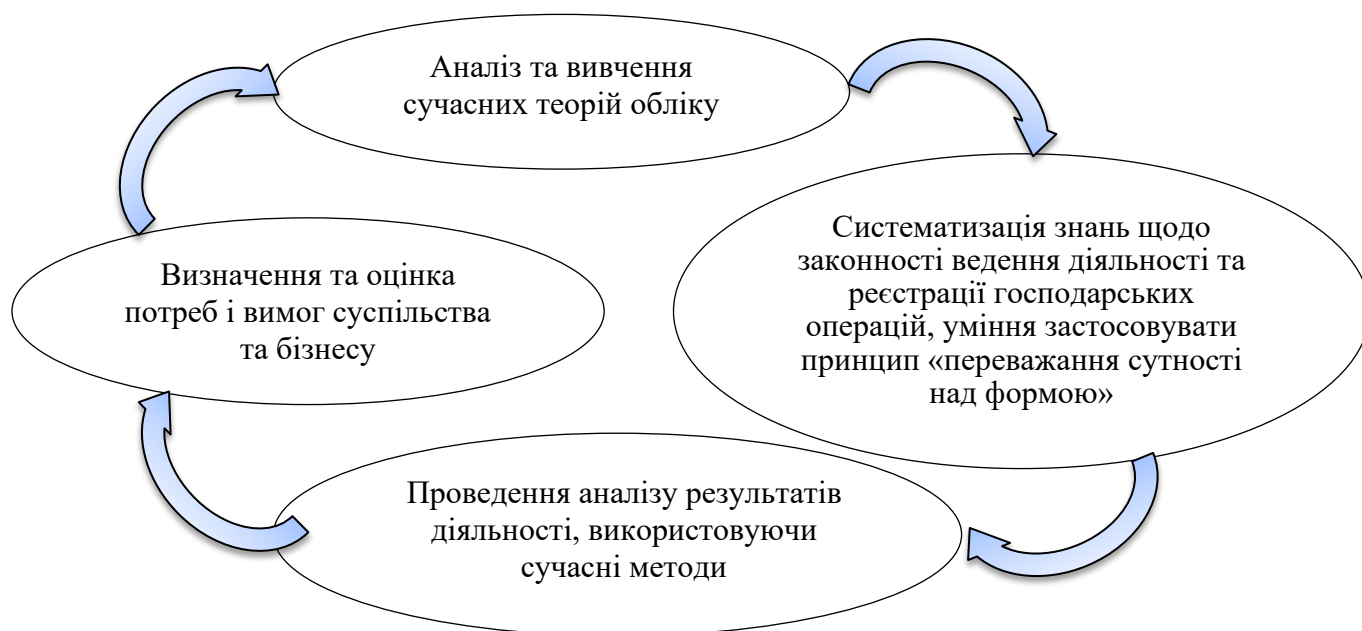 Аналіз та вивчення
сучасних теорій обліку
Систематизація знань щодо
законності ведення діяльності та
реєстрації господарських
операцій, уміння застосовувати
принцип «переважання сутності
над формою»
Визначення та оцінка
потреб і вимог суспільства
та бізнесу
Проведення аналізу результатів
діяльності, використовуючи
сучасні методи